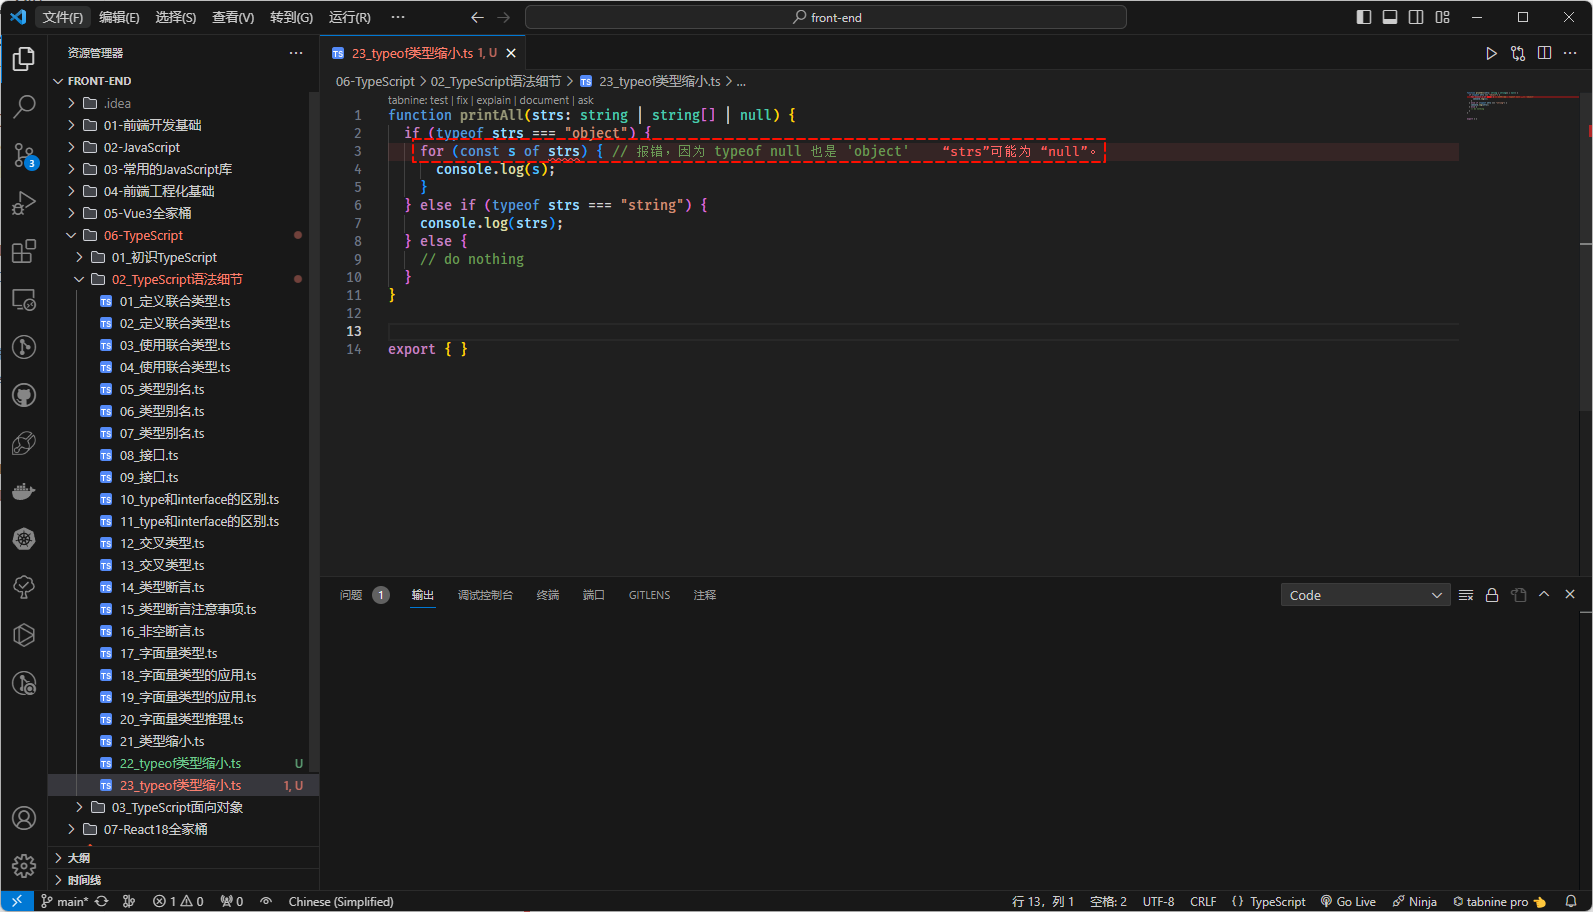 文件(F) 编辑(E) 选择(S) 查看(V) 转到(G) 运行(R) ··· front-end
资源管理器 ···
FRONT-END
.idea
01-前端开发基础
02-JavaScript
03-常用的JavaScript库
04-前端工程化基础
05-Vue3全家桶
06-TypeScript
01_初识TypeScript
02_TypeScript语法细节
01_定义联合类型.ts
02_定义联合类型.ts
03_使用联合类型.ts
04_使用联合类型.ts
05_类型别名.ts
06_类型别名.ts
07_类型别名.ts
08_接口.ts
09_接口.ts
10_type和interface的区别.ts
11_type和interface的区别.ts
12_交叉类型.ts
13_交叉类型.ts
14_类型断言.ts
15_类型断言注意事项.ts
16_非空断言.ts
17_字面量类型.ts
18_字面量类型的应用.ts
19_字面量类型的应用.ts
20_字面量类型推理.ts
21_类型缩小.ts
22_typeof类型缩小.ts U
23_typeof类型缩小.ts 1, U
03_TypeScript面向对象
07-React18全家桶
大纲
时间线
3
TS 23_typeof类型缩小.ts 1, U
06-TypeScript > 02_TypeScript语法细节 > TS 23_typeof类型缩小.ts > ...
tabnine: test | fix | explain | document | ask
1 function printAll(strs: string | string[] | null) {
2 if (typeof strs === "object") {
3 for (const s of strs) { // 报错，因为 typeof null 也是 'object' “strs”可能为 “null”。
4 console.log(s);
5 }
6 } else if (typeof strs === "string") {
7 console.log(strs);
8 } else {
9 // do nothing
10 }
11 }
12
13
14 export { }
问题 1 输出 调试控制台 终端 端口 GITLENS 注释 Code
main* 1 0 0 Chinese (Simplified) 行 13，列 1 空格: 2 UTF-8 CRLF { } TypeScript Go Live Ninja tabnine pro